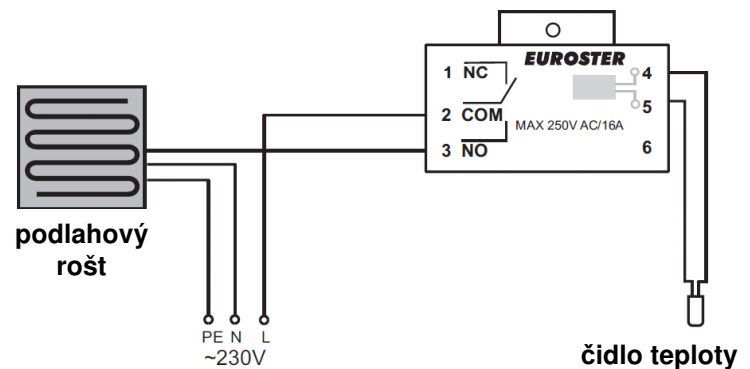 EUROSTER
1 NC
4
2 COM
5
MAX 250V AC/16A
3 NO
6
podlahový
rošt
PE N L
~230V
čidlo teploty